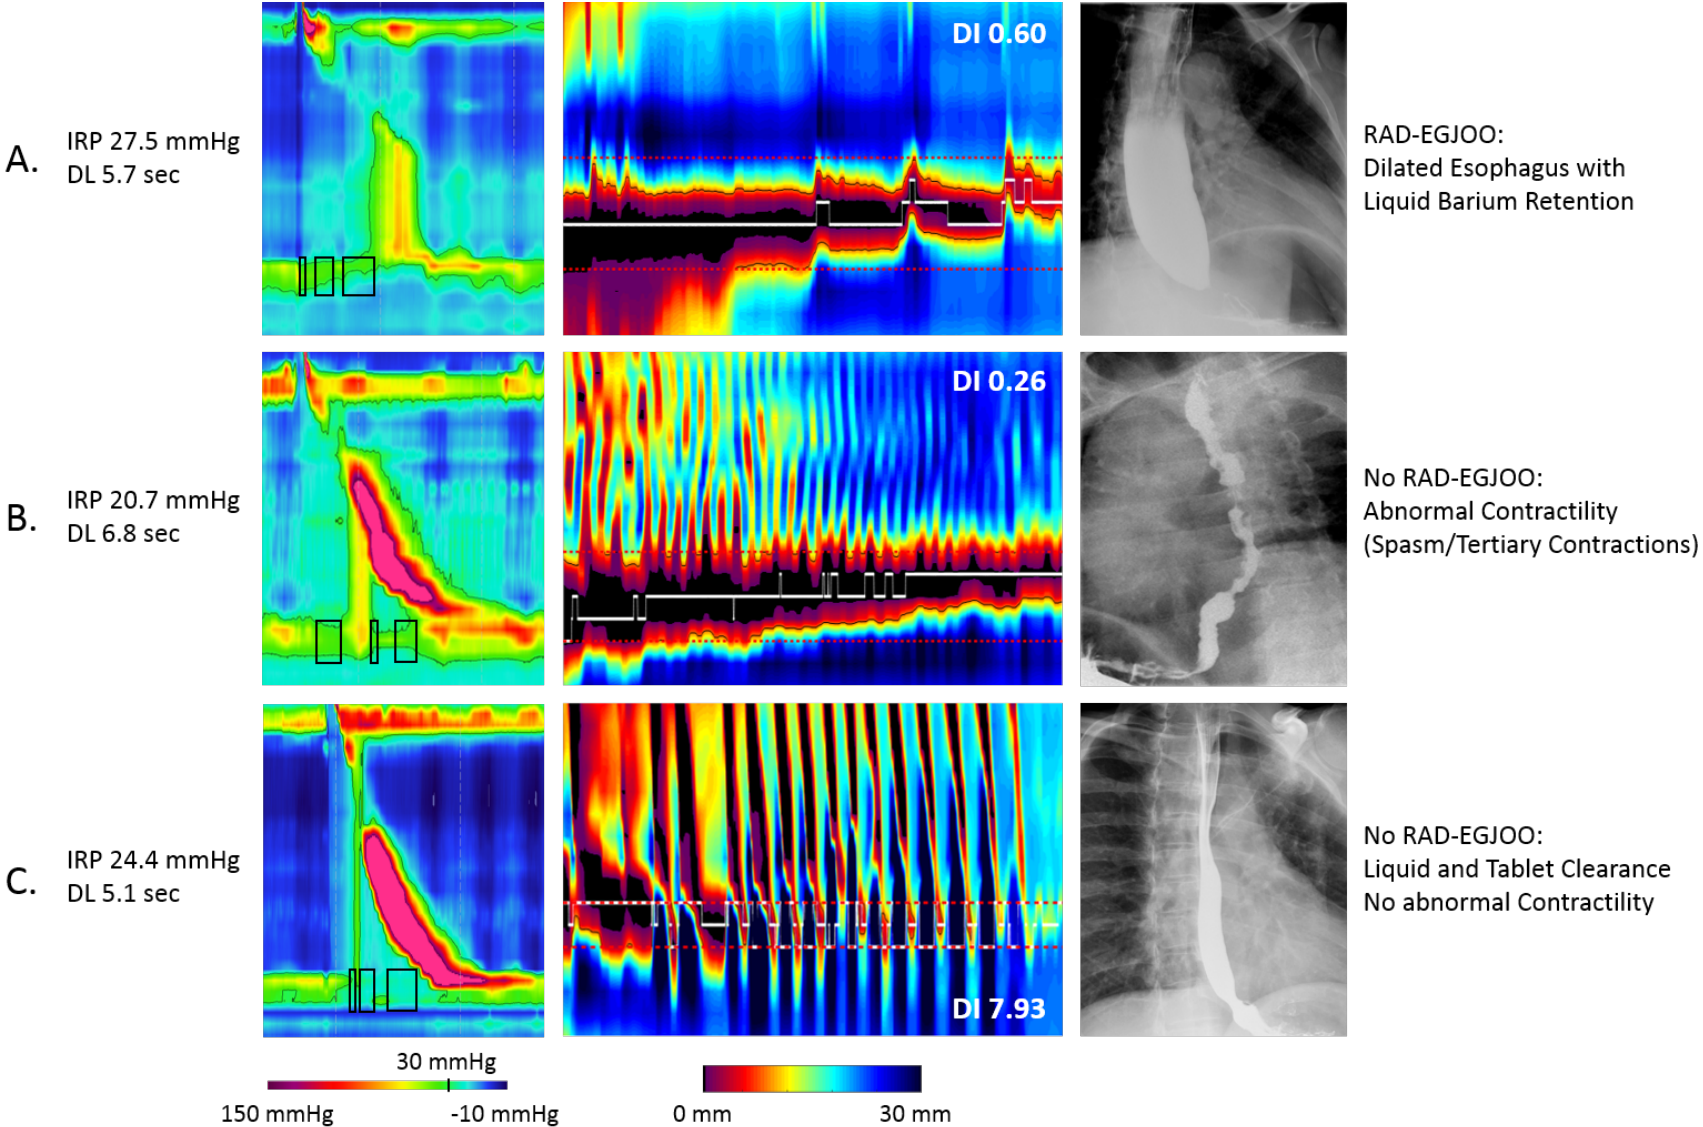 A.
IRP 27.5 mmHg
DL 5.7 sec
DI 0.60
RAD-EGJOO:
Dilated Esophagus with
Liquid Barium Retention
B.
IRP 20.7 mmHg
DL 6.8 sec
DI 0.26
No RAD-EGJOO:
Abnormal Contractility
(Spasm/Tertiary Contractions)
C.
IRP 24.4 mmHg
DL 5.1 sec
DI 7.93
No RAD-EGJOO:
Liquid and Tablet Clearance
No abnormal Contractility
30 mmHg
150 mmHg
-10 mmHg
0 mm
30 mm